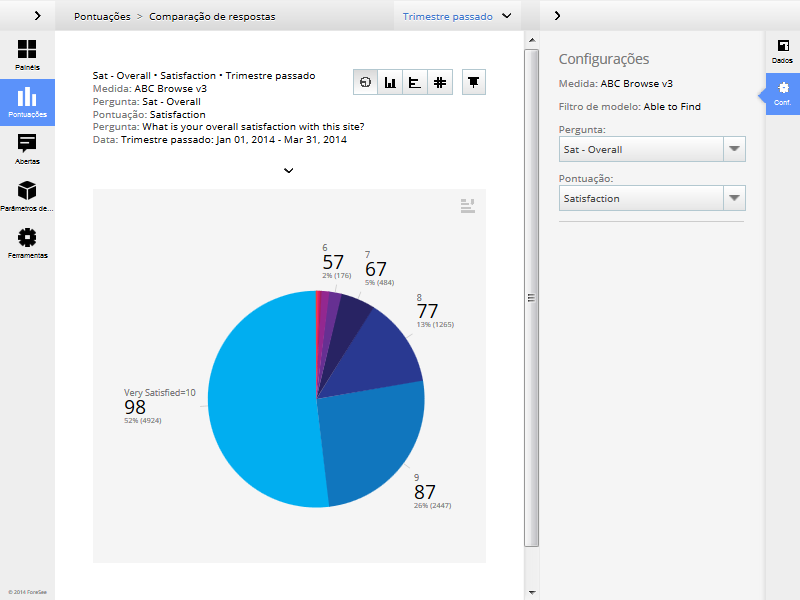 Pontuações > Comparação de respostas
Trimestre passado
Painéis
Pontuações
Abertas
Parâmetros de...
Ferramentas
© 2014 ForeSee
Sat - Overall • Satisfaction • Trimestre passado
Medida: ABC Browse v3
Pergunta: Sat - Overall
Pontuação: Satisfaction
Pergunta: What is your overall satisfaction with this site?
Data: Trimestre passado: Jan 01, 2014 - Mar 31, 2014
6
57
2% (176)
7
67
5% (484)
8
77
13% (1265)
Very Satisfied=10
98
52% (4924)
9
87
26% (2447)
Configurações
Medida: ABC Browse v3
Filtro de modelo: Able to Find
Pergunta:
Sat - Overall
Pontuação:
Satisfaction
Dados
Conf.